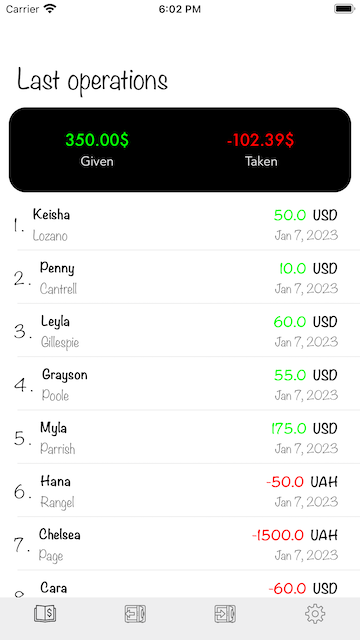 Carrier 6:02 PM
Last operations
350.00$ -102.39$
Given Taken
1. Keisha 50.0 USD
Lozano Jan 7, 2023
2. Penny 10.0 USD
Cantrell Jan 7, 2023
3. Leyla 60.0 USD
Gillespie Jan 7, 2023
4. Grayson 55.0 USD
Poole Jan 7, 2023
5. Myla 175.0 USD
Parrish Jan 7, 2023
6. Hana -50.0 UAH
Rangel Jan 7, 2023
7. Chelsea -1500.0 UAH
Page Jan 7, 2023
8. Cara -60.0 USD
$